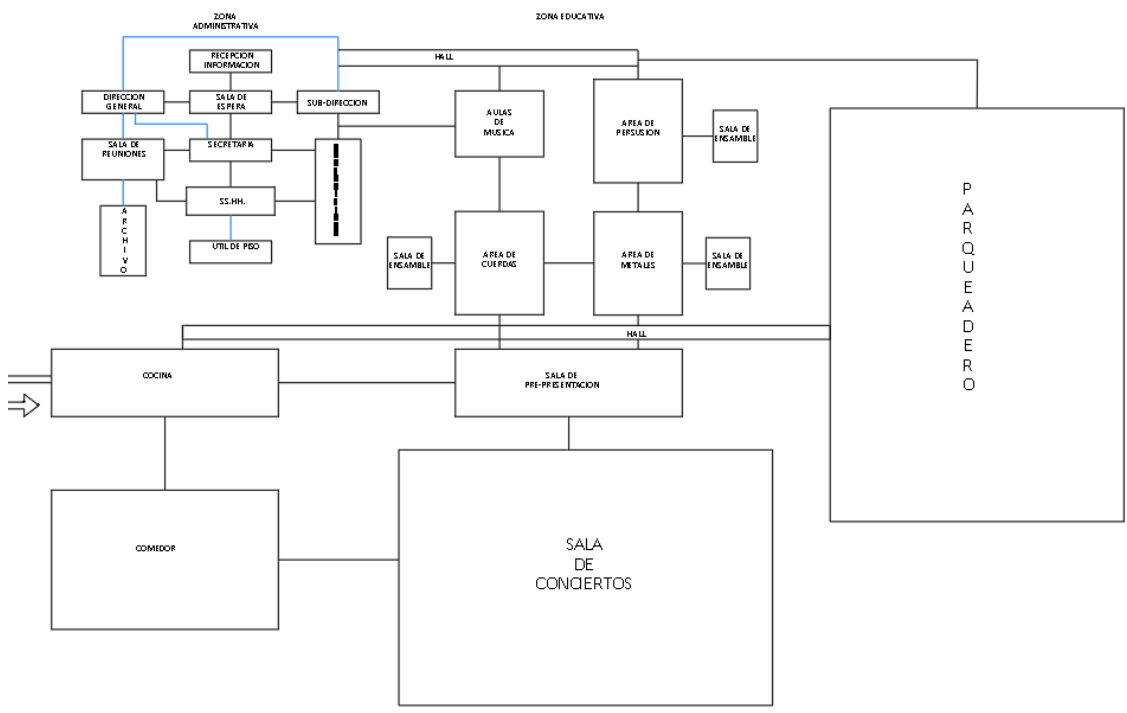 ZONA
ADMINISTRATIVA
ZONA EDUCATIVA
HALL
RECEPCION
INFORMACION
DIRECCION
GENERAL
SALA DE
ESPERA
SUB-DIRECCION
AULAS
DE
MUSICA
AREA DE
PERSUSION
SALA DE
ENSAMBLE
SALA DE
REUNIONES
SECRETARIA
SS.HH.
A
R
C
H
I
V
O
UTIL DE PISO
SALA DE
ENSAMBLE
AREA DE
CUERDAS
AREA DE
METALES
SALA DE
ENSAMBLE
P
A
R
Q
U
E
A
D
E
R
O
HALL
COCINA
SALA DE
PRE-PRESENTACION
COMEDOR
SALA
DE
CONCIERTOS